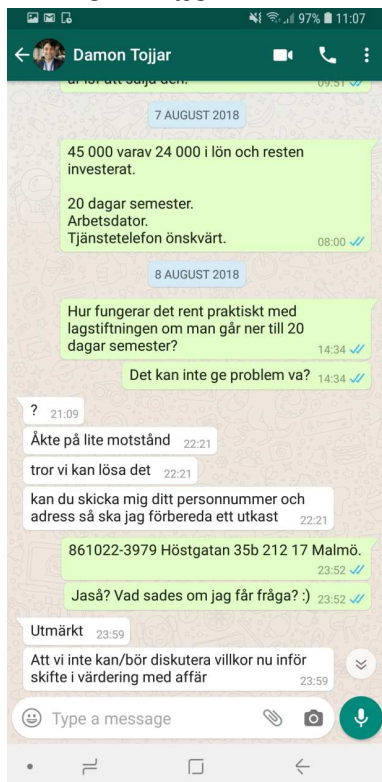 97% 11:07
Damon Tojjar
09:51
7 AUGUST 2018
45 000 varav 24 000 i lön och resten
investerat.
20 dagar semester.
Arbetsdator.
Tjänstetelefon önskvärt.
08:00
8 AUGUST 2018
Hur fungerar det rent praktiskt med
lagstiftningen om man går ner till 20
dagar semester?
14:34
Det kan inte ge problem va? 14:34
? 21:09
Åkte på lite motstånd 22:21
tror vi kan lösa det 22:21
kan du skicka mig ditt personnummer och
adress så ska jag förbereda ett utkast 22:21
861022-3979 Höstgatan 35b 212 17 Malmö.
23:52
Jaså? Vad sades om jag får fråga? :) 23:52
Utmärkt 23:59
Att vi inte kan/bör diskutera villkor nu inför
skifte i värdering med affär 23:59
Type a message